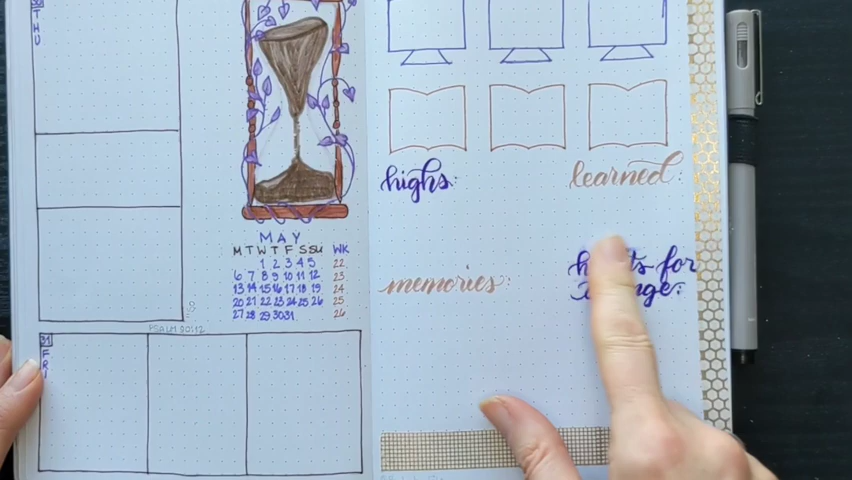 30
THU
MAY
M T W T F S SU WK
1 2 3 4 5 22
6 7 8 9 10 11 12 23
13 14 15 16 17 18 19 24
20 21 22 23 24 25 26 25
27 28 29 30 31 26
PSALM 90:12
31
FRI
highs:
learned:
memories:
for